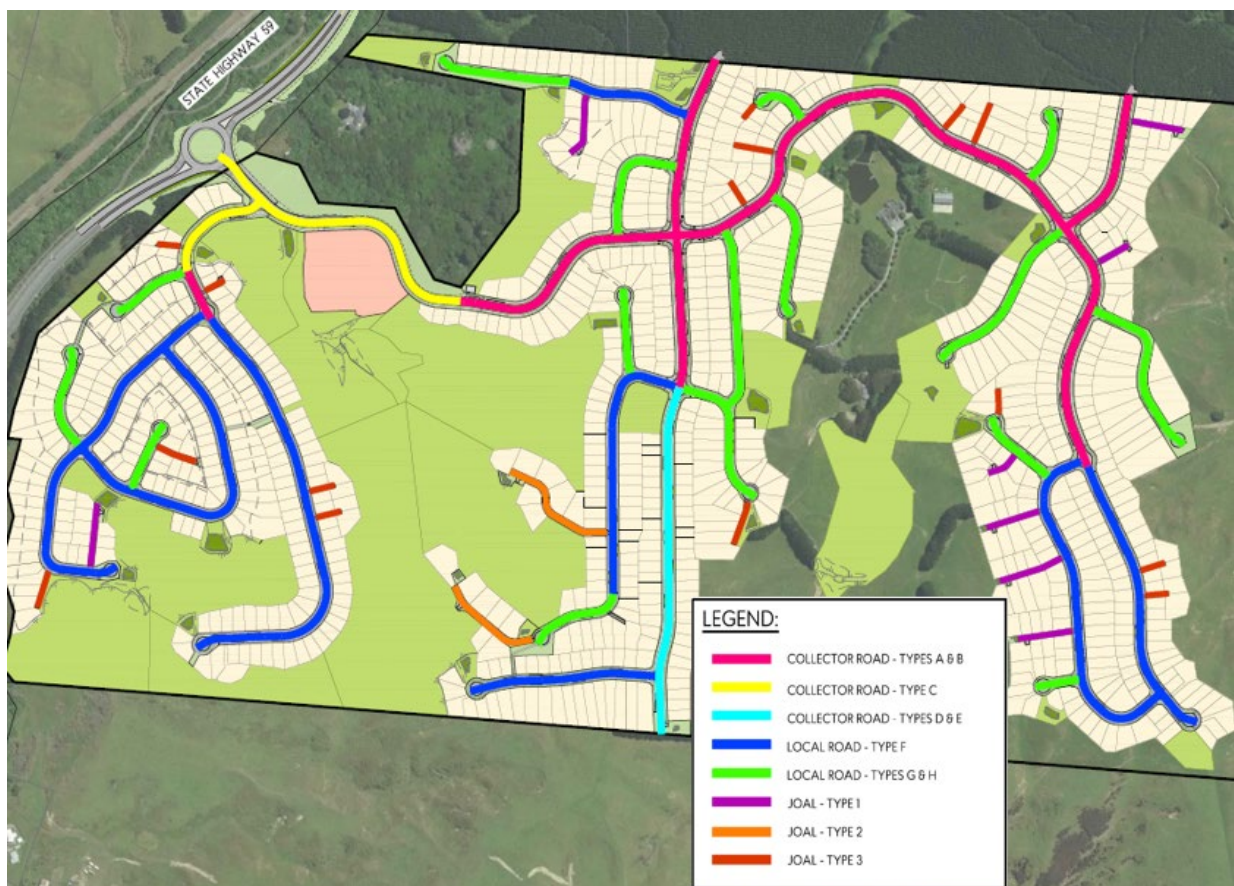 STATE HIGHWAY 59
LEGEND:
COLLECTOR ROAD - TYPES A & B
COLLECTOR ROAD - TYPE C
COLLECTOR ROAD - TYPES D & E
LOCAL ROAD - TYPE F
LOCAL ROAD - TYPES G & H
JOAL - TYPE 1
JOAL - TYPE 2
JOAL - TYPE 3